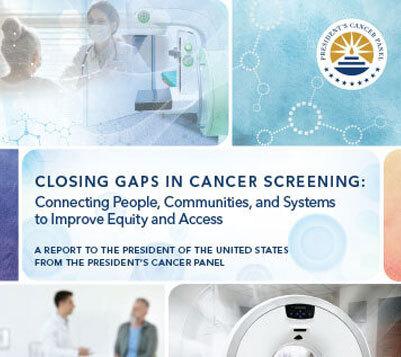 PRESIDENT'S CANCER PANEL
CLOSING GAPS IN CANCER SCREENING:
Connecting People, Communities, and Systems
to Improve Equity and Access
A REPORT TO THE PRESIDENT OF THE UNITED STATES
FROM THE PRESIDENT'S CANCER PANEL